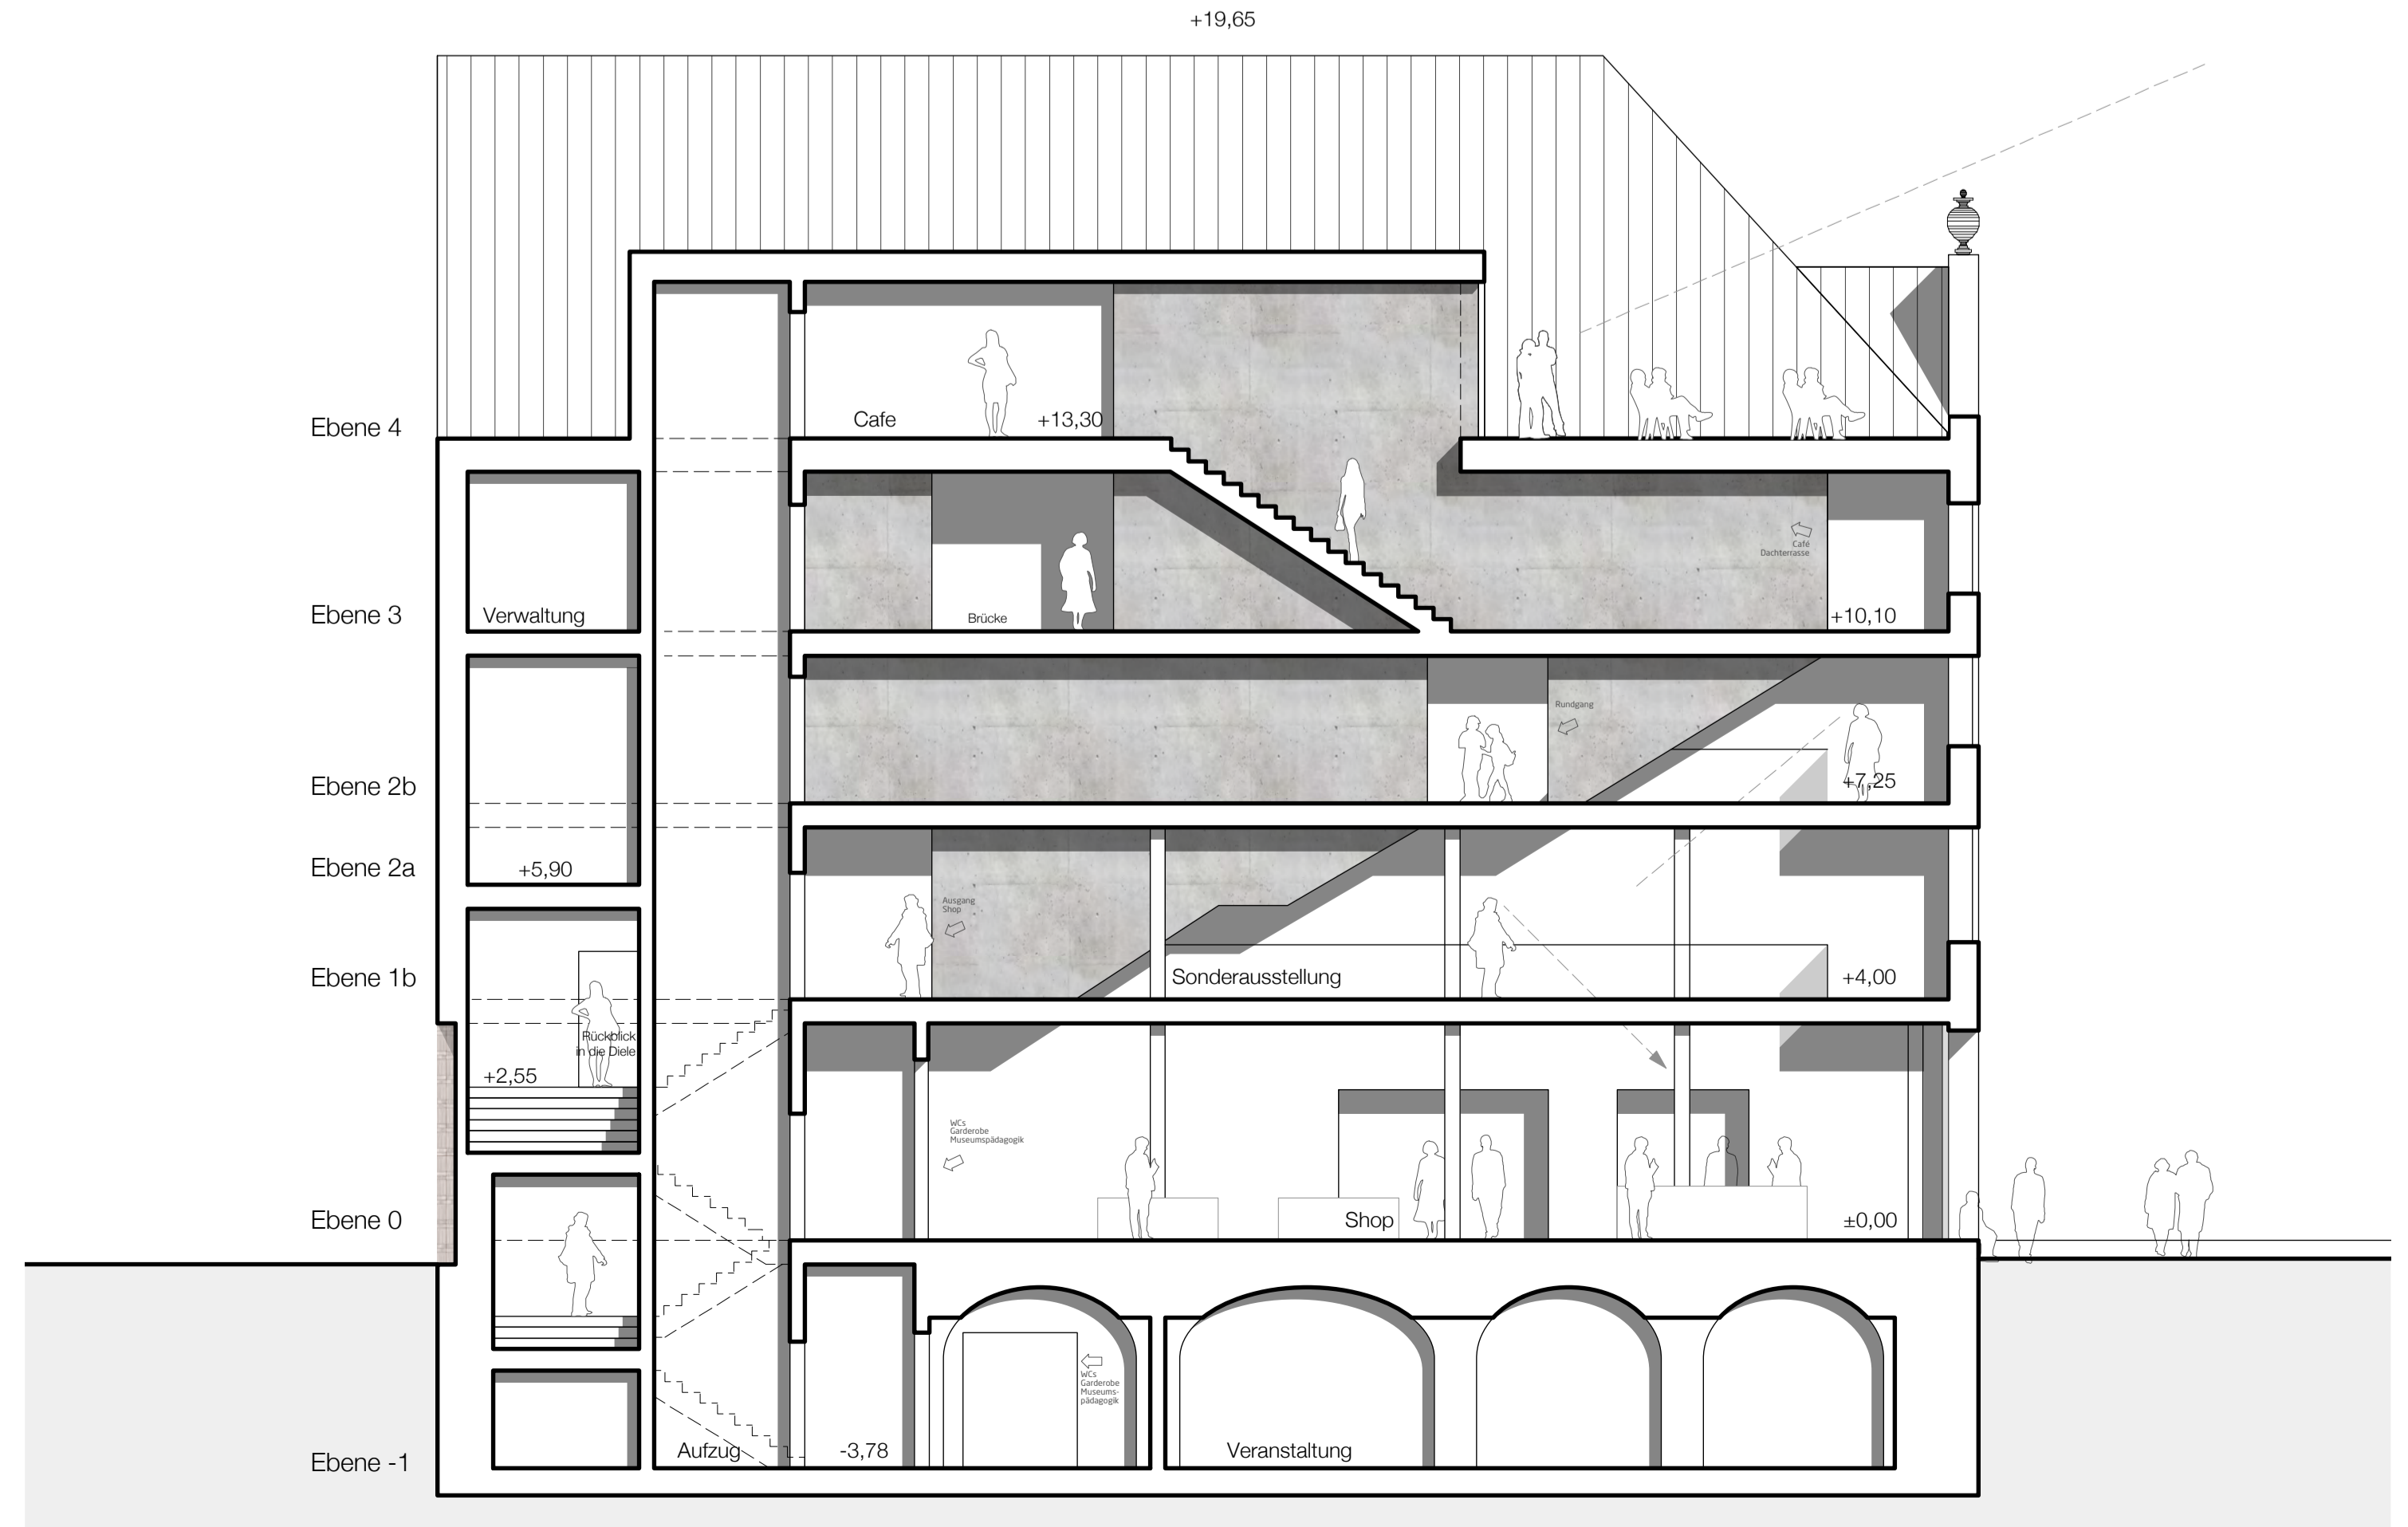 +19,65
Ebene 4
Cafe
+13,30
Café
Dachterrasse
Ebene 3
Verwaltung
Brücke
+10,10
Rundgang
Ebene 2b
+7,25
Ebene 2a
+5,90
Ausgang
Shop
Ebene 1b
Sonderausstellung
+4,00
Rückblick
in die Diele
+2,55
WCs
Garderobe
Museumspädagogik
Ebene 0
Shop
±0,00
WCs
Garderobe
Museums-
pädagogik
Ebene -1
Aufzug
-3,78
Veranstaltung